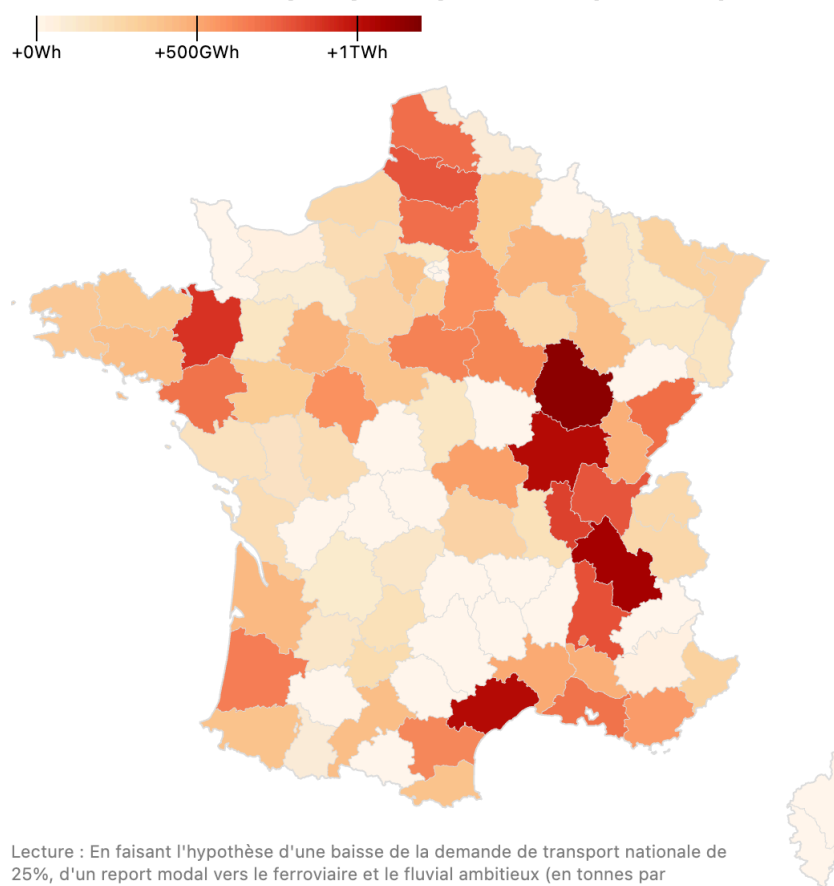 +0Wh +500GWh +1TWh
Lecture : En faisant l'hypothèse d'une baisse de la demande de transport nationale de
25%, d'un report modal vers le ferroviaire et le fluvial ambitieux (en tonnes par